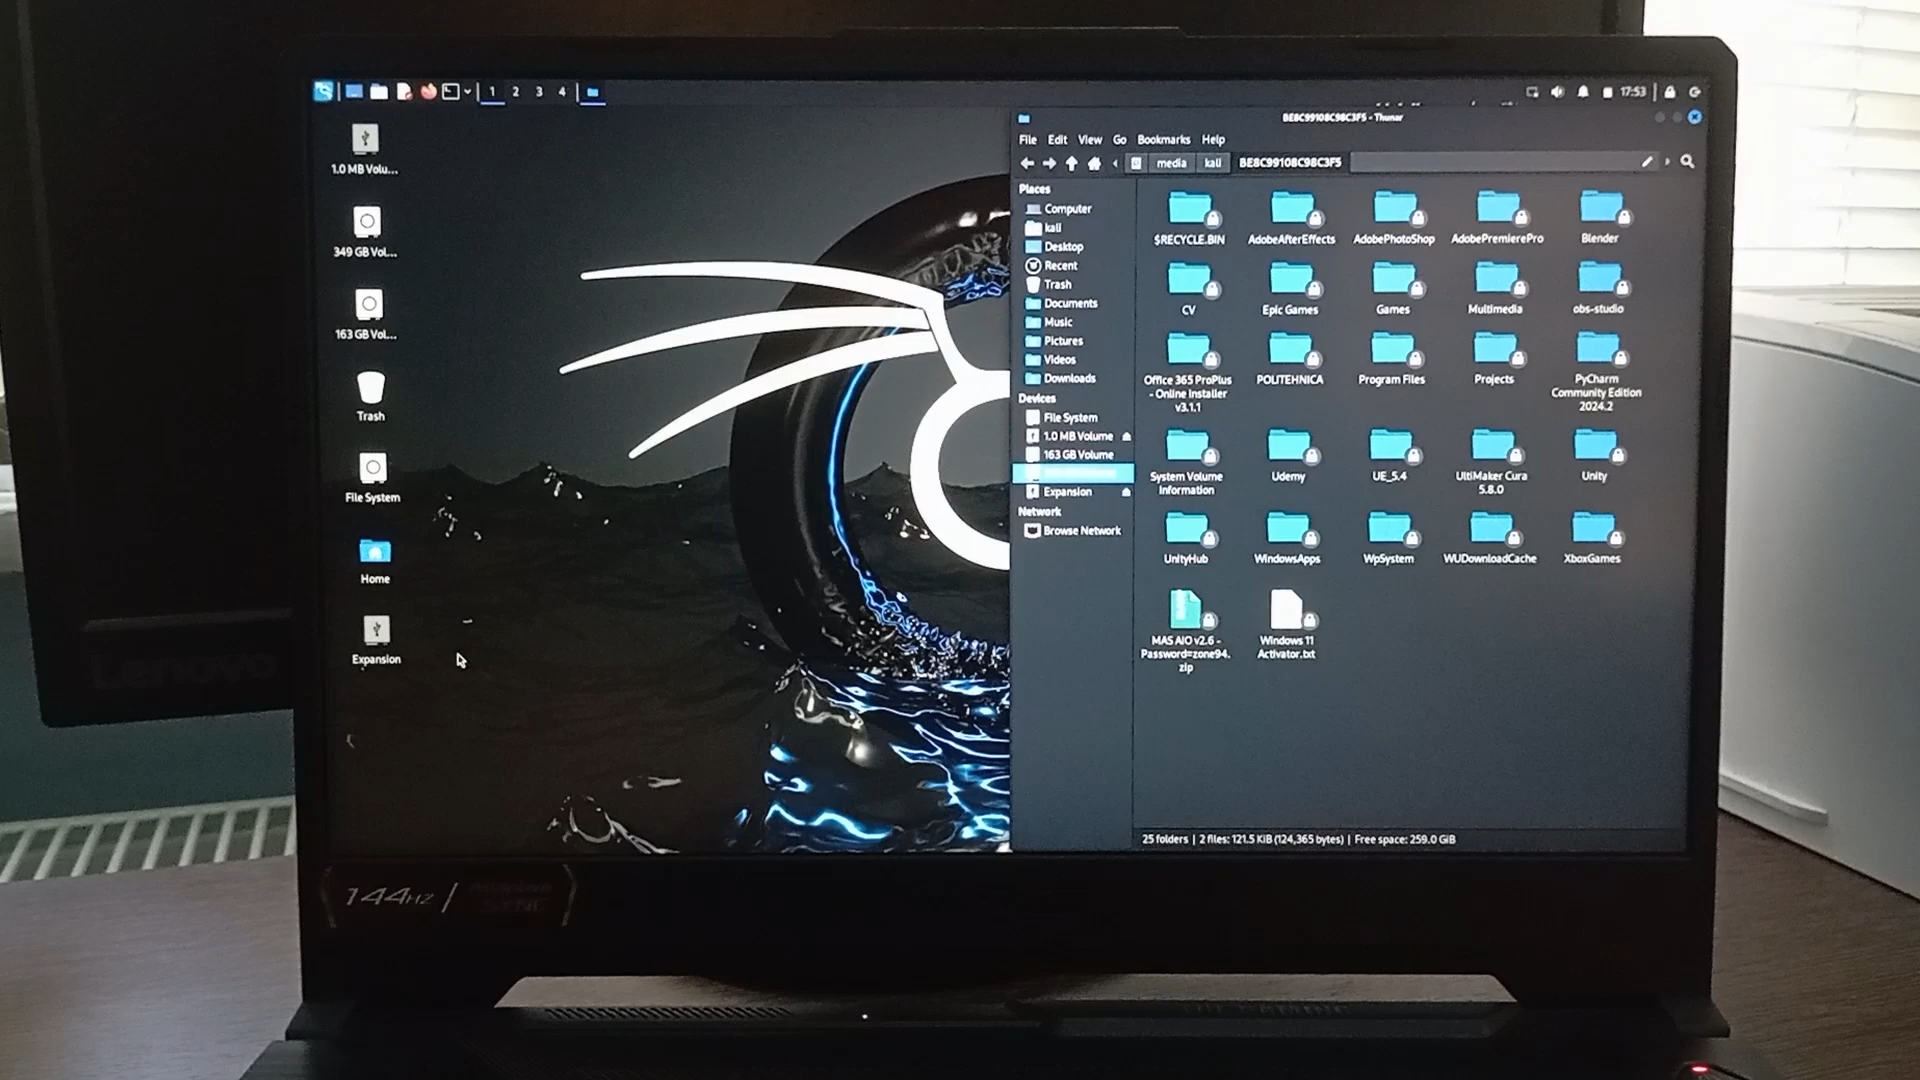 1 2 3 4
17:53
1.0 MB Volu...
349 GB Vol...
163 GB Vol...
Trash
File System
Home
Expansion
BE8C99108C98C3F5 - Thunar
File Edit View Go Bookmarks Help
media kali BE8C99108C98C3F5
Places
Computer
kali
Desktop
Recent
Trash
Documents
Music
Pictures
Videos
Downloads
Devices
File System
1.0 MB Volume
163 GB Volume
Expansion
Network
Browse Network
$RECYCLE.BIN AdobeAfterEffects AdobePhotoShop AdobePremierePro Blender
CV Epic Games Games Multimedia obs-studio
Office 365 ProPlus
- Online Installer
v3.1.1
POLITEHNICA
Program Files
Projects
PyCharm
Community Edition
2024.2
System Volume
Information
Udemy
UE_5.4
UltiMaker Cura
5.8.0
Unity
UnityHub WindowsApps WpSystem WUDownloadCache XboxGames
MAS AIO v2.6 -
Password=zone94.
zip
Windows 11
Activator.txt
25 folders | 2 files: 121.5 KiB (124,365 bytes) | Free space: 259.0 GiB
Lenovo
144HZ / Adaptive
SYNC